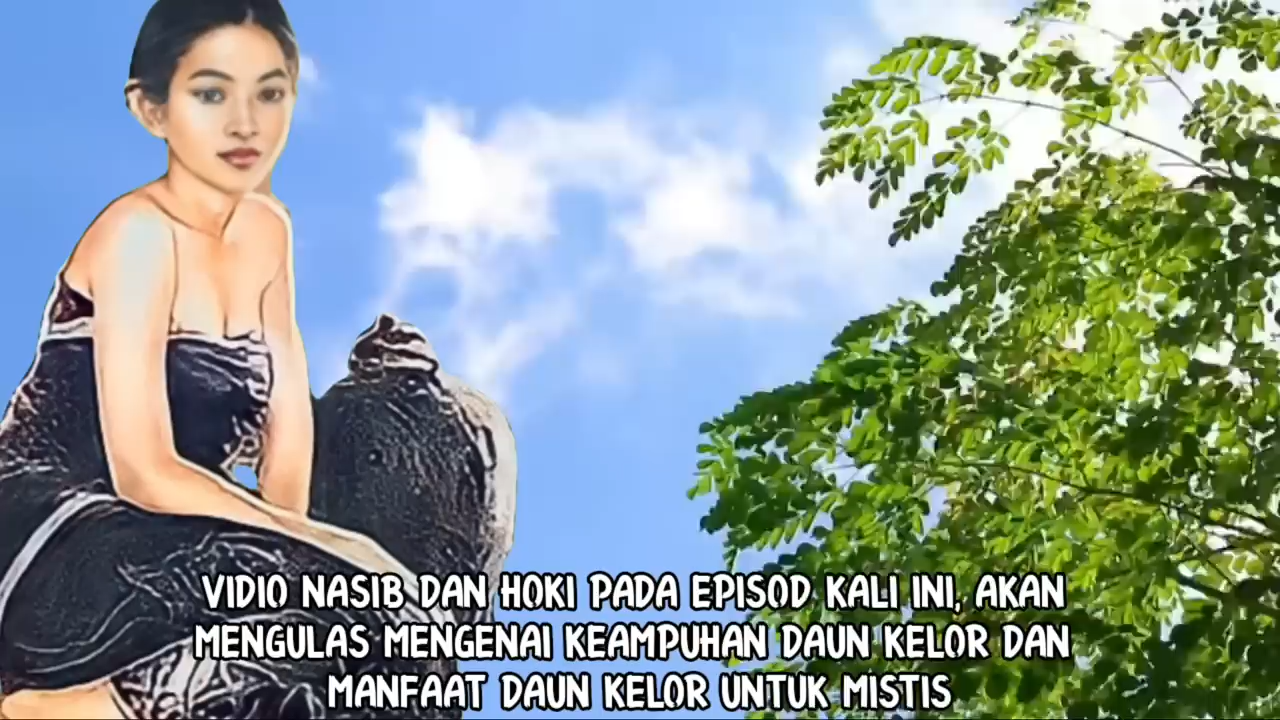 VIDIO NASIB DAN HOKI PADA EPISOD KALI INI, AKAN
MENGULAS MENGENAI KEAMPUHAN DAUN KELOR DAN
MANFAAT DAUN KELOR UNTUK MISTIS